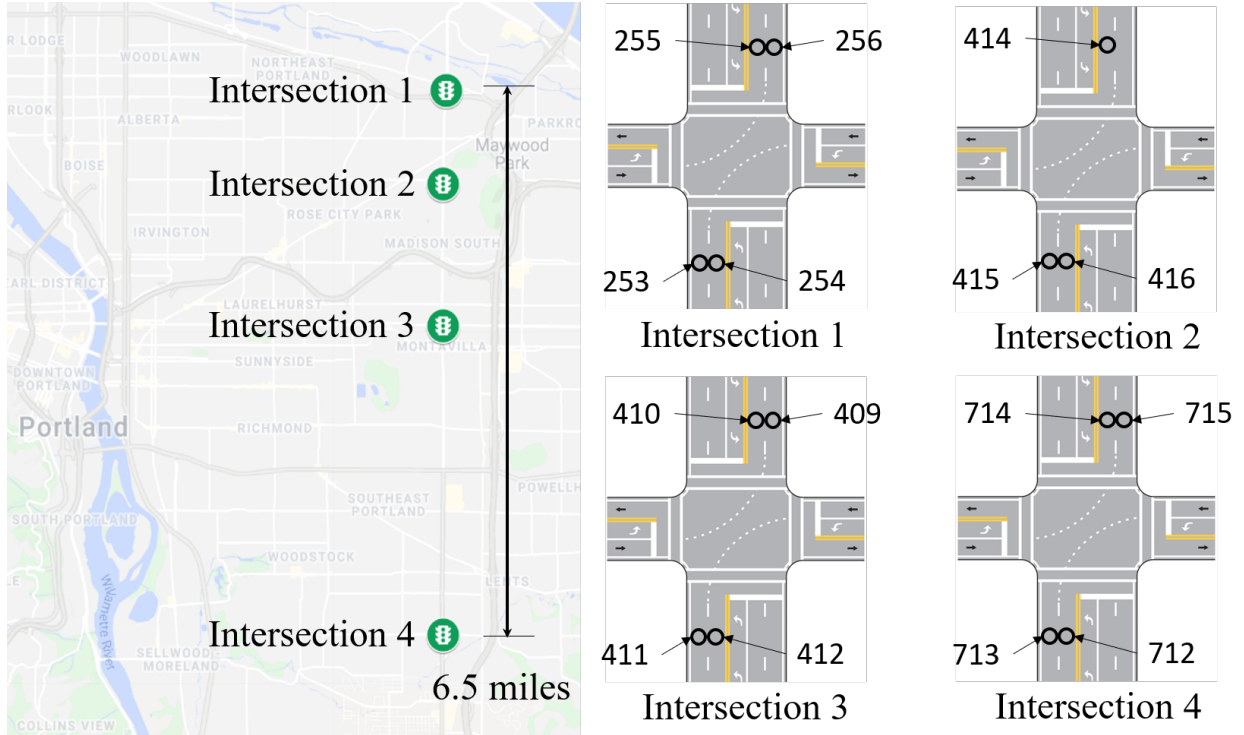 R LODGE
WOODLAWN
NORTHEAST
PORTLAND
Intersection 1
RLOOK
ALBERTA
PARKRO
Maywood
Park
BOISE
Intersection 2
ROSE CITY PARK
IRVINGTON
MADISON SOUTH
EARL DISTRICT
LAURELHURST
Intersection 3
MONTAVILLA
SUNNYSIDE
DOWNTOWN
PORTLAND
Portland
RICHMOND
POWELLH
SOUTHEAST
PORTLAND
SOUTH PORTLAND
WOODSTOCK
LE
LENTS
Willamette River
Intersection 4
SELLWOOD-
MORELAND
6.5 miles
COLLINS VIEW
255 256
253 254
Intersection 1
414
415 416
Intersection 2
410 409
411 412
Intersection 3
714 715
713 712
Intersection 4